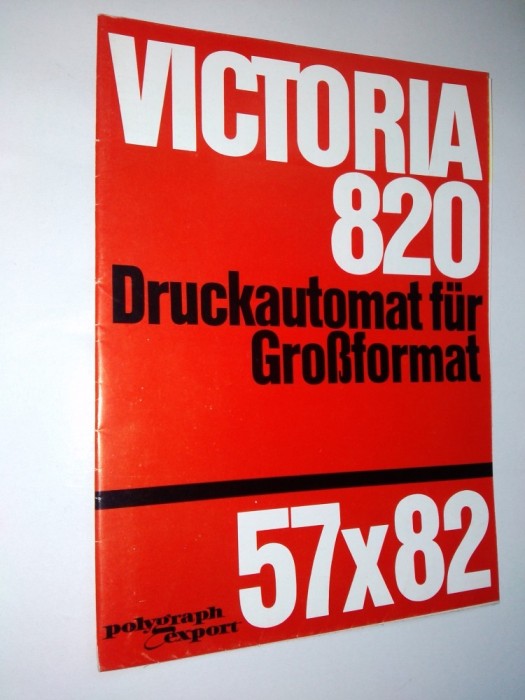 VICTORIA
820
Druckautomat für
Großformat
57x82
polygraph
export